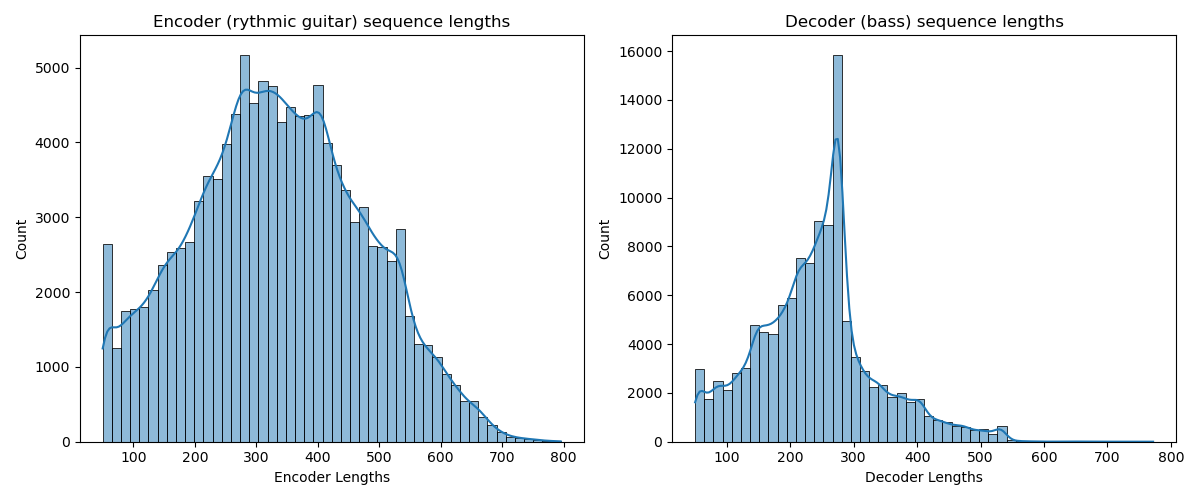 Encoder (rythmic guitar) sequence lengths
5000
4000
3000
2000
1000
0
Count
100 200 300 400 500 600 700 800
Encoder Lengths
Decoder (bass) sequence lengths
16000
14000
12000
10000
8000
6000
4000
2000
0
Count
100 200 300 400 500 600 700 800
Decoder Lengths